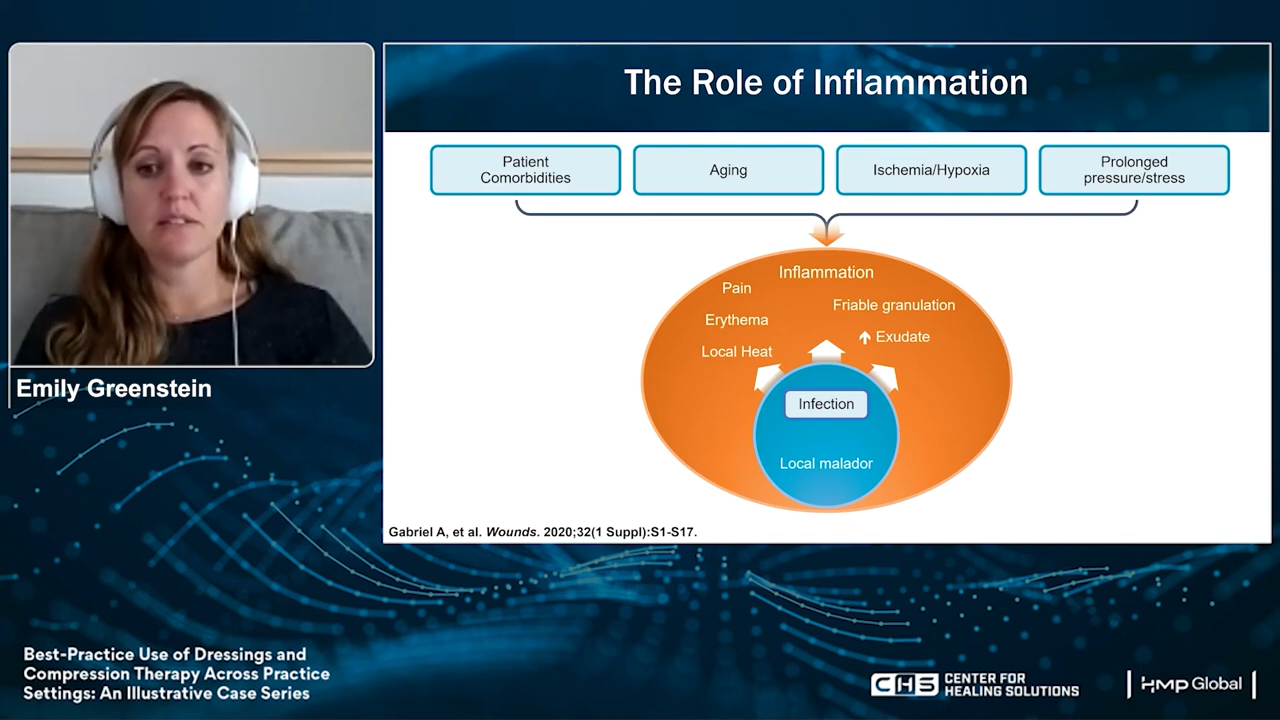 The Role of Inflammation
Patient
Comorbidities
Aging
Ischemia/Hypoxia
Prolonged
pressure/stress
Inflammation
Pain
Friable granulation
Erythema
Exudate
Local Heat
Infection
Local malador
Gabriel A, et al. Wounds. 2020;32(1 Suppl):S1-S17.
Emily Greenstein
Best-Practice Use of Dressings and
Compression Therapy Across Practice
Settings: An Illustrative Case Series
CHS CENTER FOR
HEALING SOLUTIONS
HMP Global